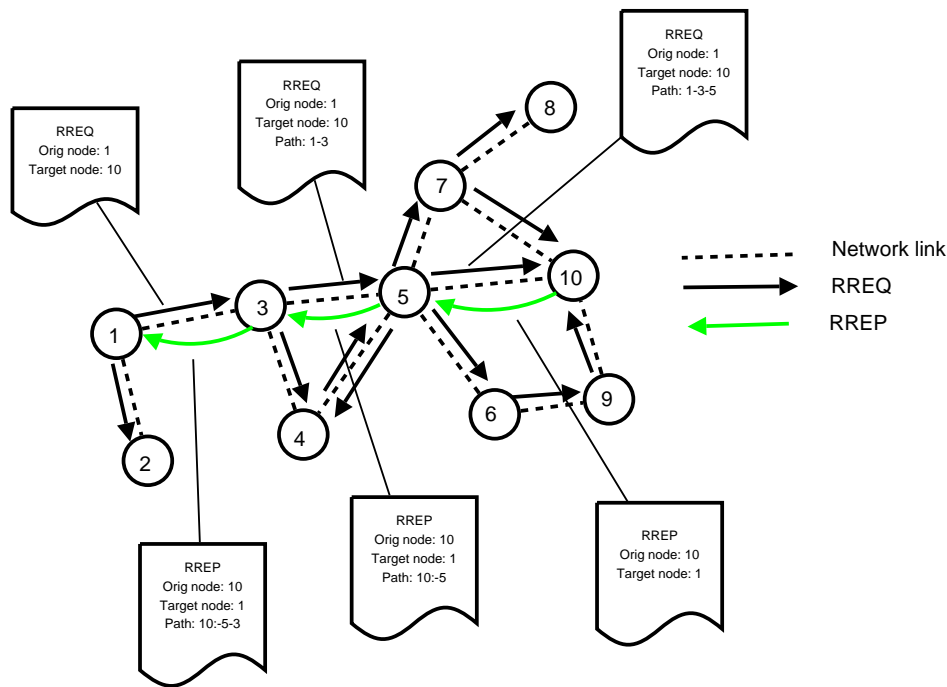 RREQ
Orig node: 1
Target node: 10
Path: 1-3-5
RREQ
Orig node: 1
Target node: 10
Path: 1-3
RREQ
Orig node: 1
Target node: 10
8
7
Network link
RREQ
RREP
10
5
3
1
9
6
4
2
RREP
Orig node: 10
Target node: 1
Path: 10:-5
RREP
Orig node: 10
Target node: 1
RREP
Orig node: 10
Target node: 1
Path: 10:-5-3